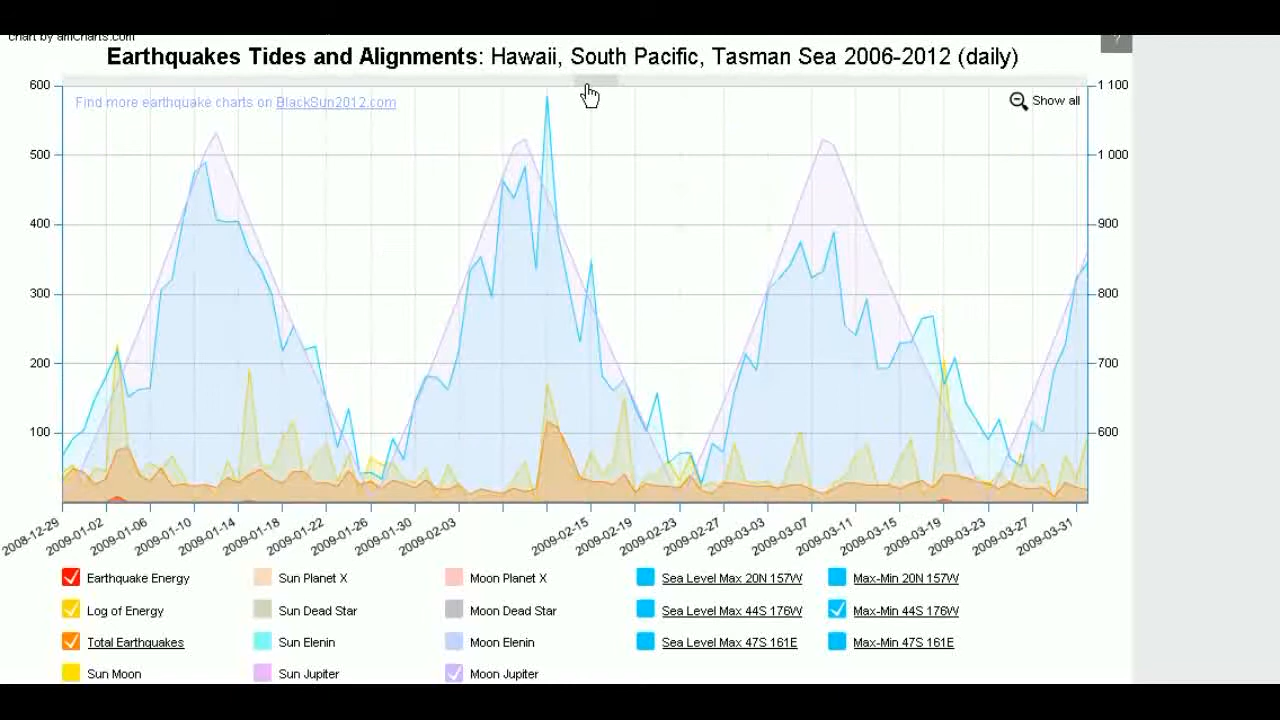 chart by amCharts.com
?
Earthquakes Tides and Alignments: Hawaii, South Pacific, Tasman Sea 2006-2012 (daily)
600 1 100
Find more earthquake charts on BlackSun2012.com Show all
500 1 000
400 900
300 800
200 700
100 600
2008-12-29 2009-01-02 2009-01-06 2009-01-10 2009-01-14 2009-01-18 2009-01-22 2009-01-26 2009-01-30 2009-02-03 2009-02-15 2009-02-19 2009-02-23 2009-02-27 2009-03-03 2009-03-07 2009-03-11 2009-03-15 2009-03-19 2009-03-23 2009-03-27 2009-03-31
Earthquake Energy Sun Planet X Moon Planet X Sea Level Max 20N 157W Max-Min 20N 157W
Log of Energy Sun Dead Star Moon Dead Star Sea Level Max 44S 176W Max-Min 44S 176W
Total Earthquakes Sun Elenin Moon Elenin Sea Level Max 47S 161E Max-Min 47S 161E
Sun Moon Sun Jupiter Moon Jupiter